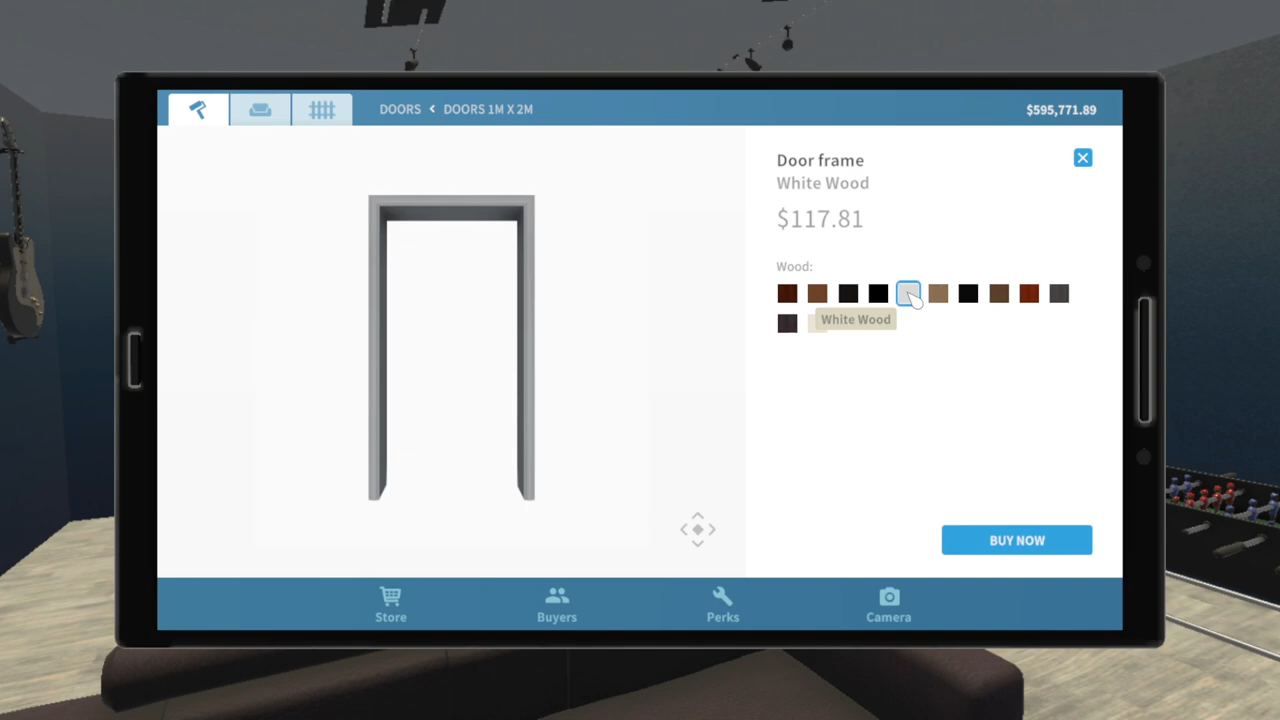 DOORS < DOORS 1M X 2M
$595,771.89
Door frame
White Wood
$117.81
Wood:
White Wood
BUY NOW
Store
Buyers
Perks
Camera